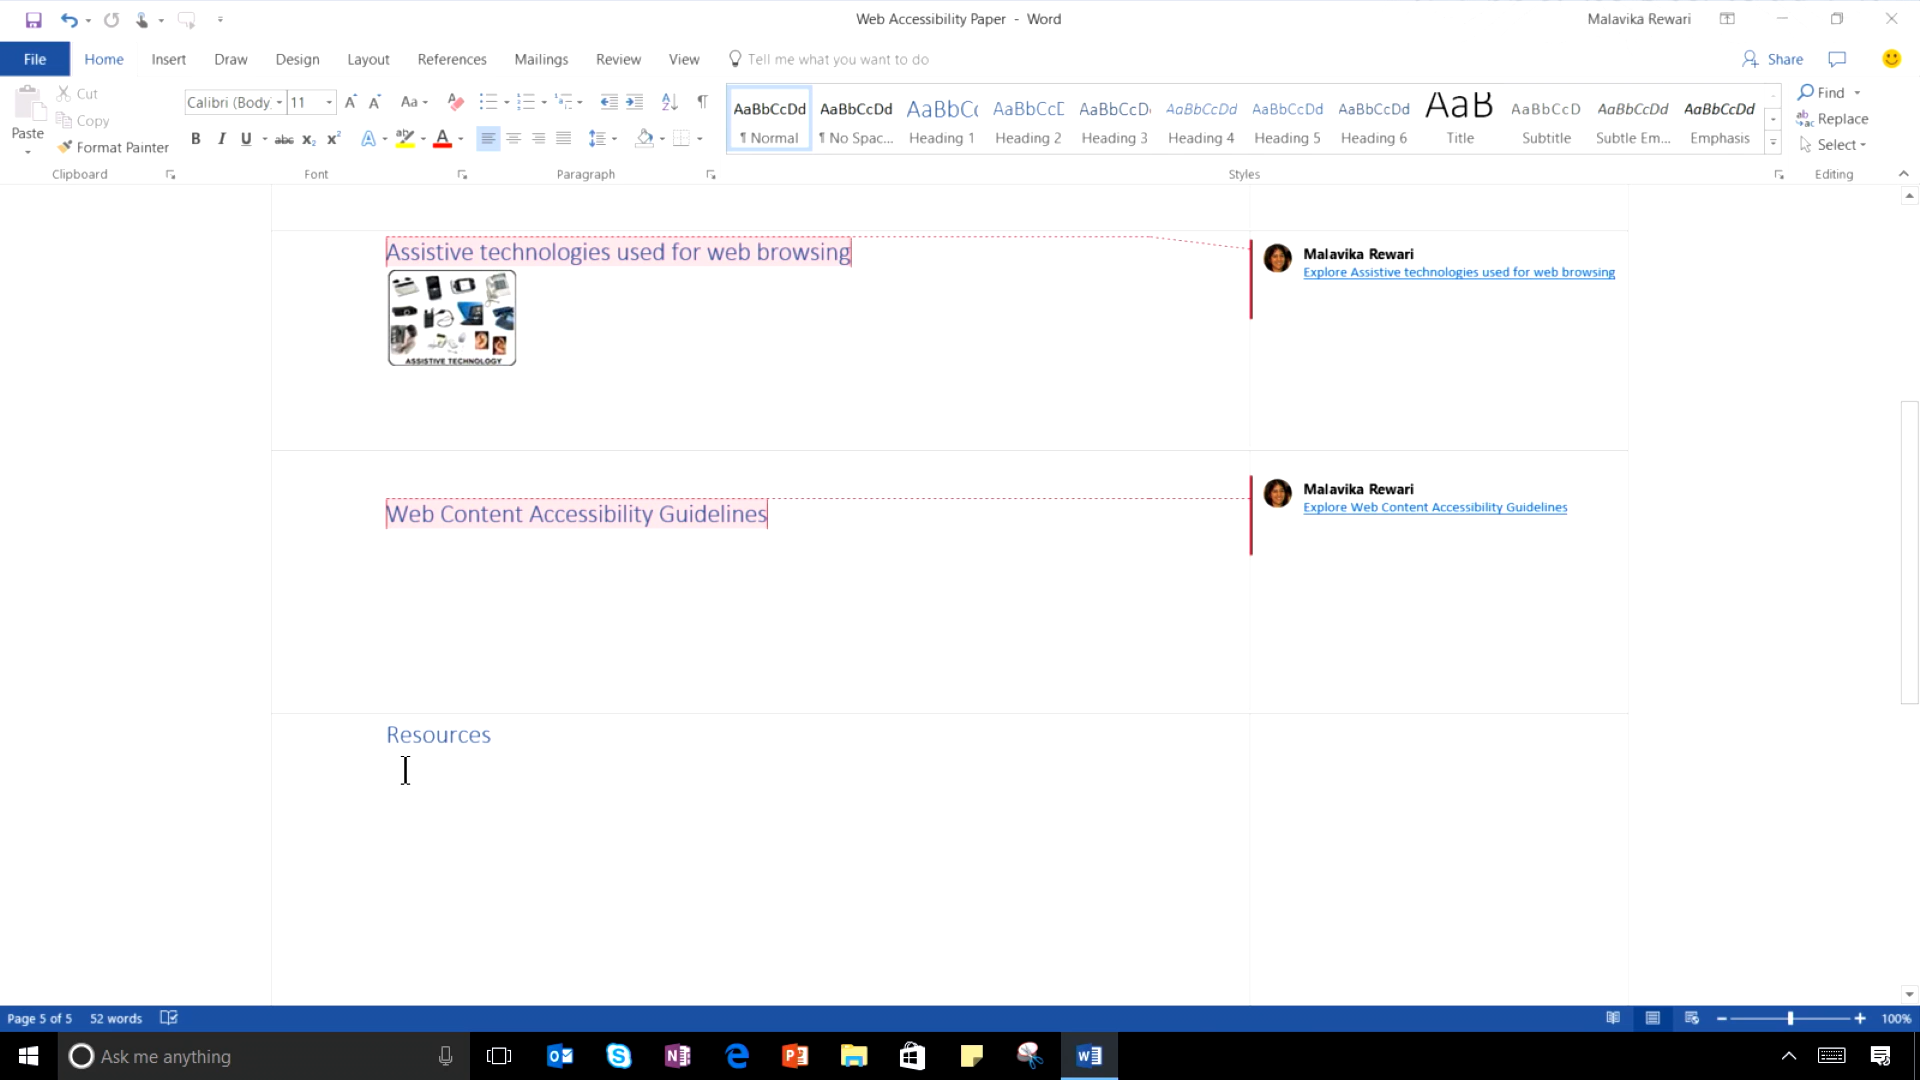 Web Accessibility Paper - Word
Malavika Rewari
File
Home
Insert
Draw
Design
Layout
References
Mailings
Review
View
Tell me what you want to do
Share
Paste
Cut
Copy
Format Painter
Clipboard
Calibri (Body
11
Aa
B I U abc X₂ X²
A
A
Font
Paragraph
AaBbCcDd
¶ Normal
AaBbCcDd
¶ No Spac...
AaBbC
Heading 1
AaBbCcE
Heading 2
AaBbCcD
Heading 3
AaBbCcDd
Heading 4
AaBbCcDd
Heading 5
AaBbCcDd
Heading 6
AaB
Title
AaBbCcD
Subtitle
AaBbCcDd
Subtle Em...
AaBbCcDd
Emphasis
Styles
Find
Replace
Select
Editing
Assistive technologies used for web browsing
ASSISTIVE TECHNOLOGY
Malavika Rewari
Explore Assistive technologies used for web browsing
Web Content Accessibility Guidelines
Malavika Rewari
Explore Web Content Accessibility Guidelines
Resources
Page 5 of 5
52 words
100%
Ask me anything